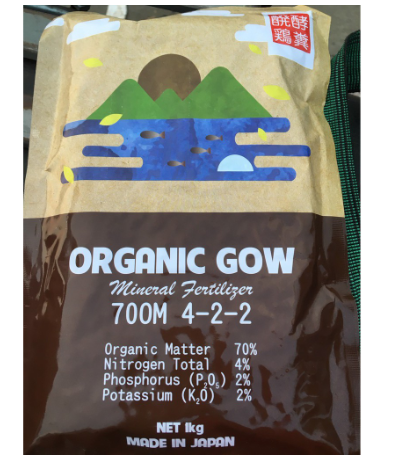 醗酵
鶏糞
ORGANIC GOW
Mineral Fertilizer
700M 4-2-2
Organic Matter 70%
Nitrogen Total 4%
Phosphorus (P₂O₅) 2%
Potassium (K₂O) 2%
NET 1kg
MADE IN JAPAN